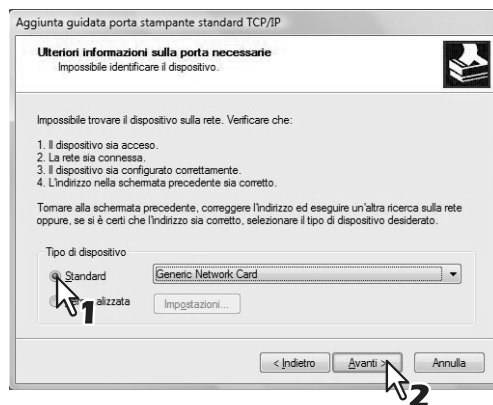 Aggiunta guidata porta stampante standard TCP/IP
Ulteriori informazioni sulla porta necessarie
Impossibile identificare il dispositivo.
Impossibile trovare il dispositivo sulla rete. Verificare che:
1. Il dispositivo sia acceso.
2. La rete sia connessa.
3. Il dispositivo sia configurato correttamente.
4. L'indirizzo nella schermata precedente sia corretto.
Tornare alla schermata precedente, correggere l'indirizzo ed eseguire un'altra ricerca sulla rete
oppure, se si è certi che l'indirizzo sia corretto, selezionare il tipo di dispositivo desiderato.
Tipo di dispositivo
Standard Generic Network Card
1 alizzata Impostazioni...
< Indietro Avanti > Annulla
2